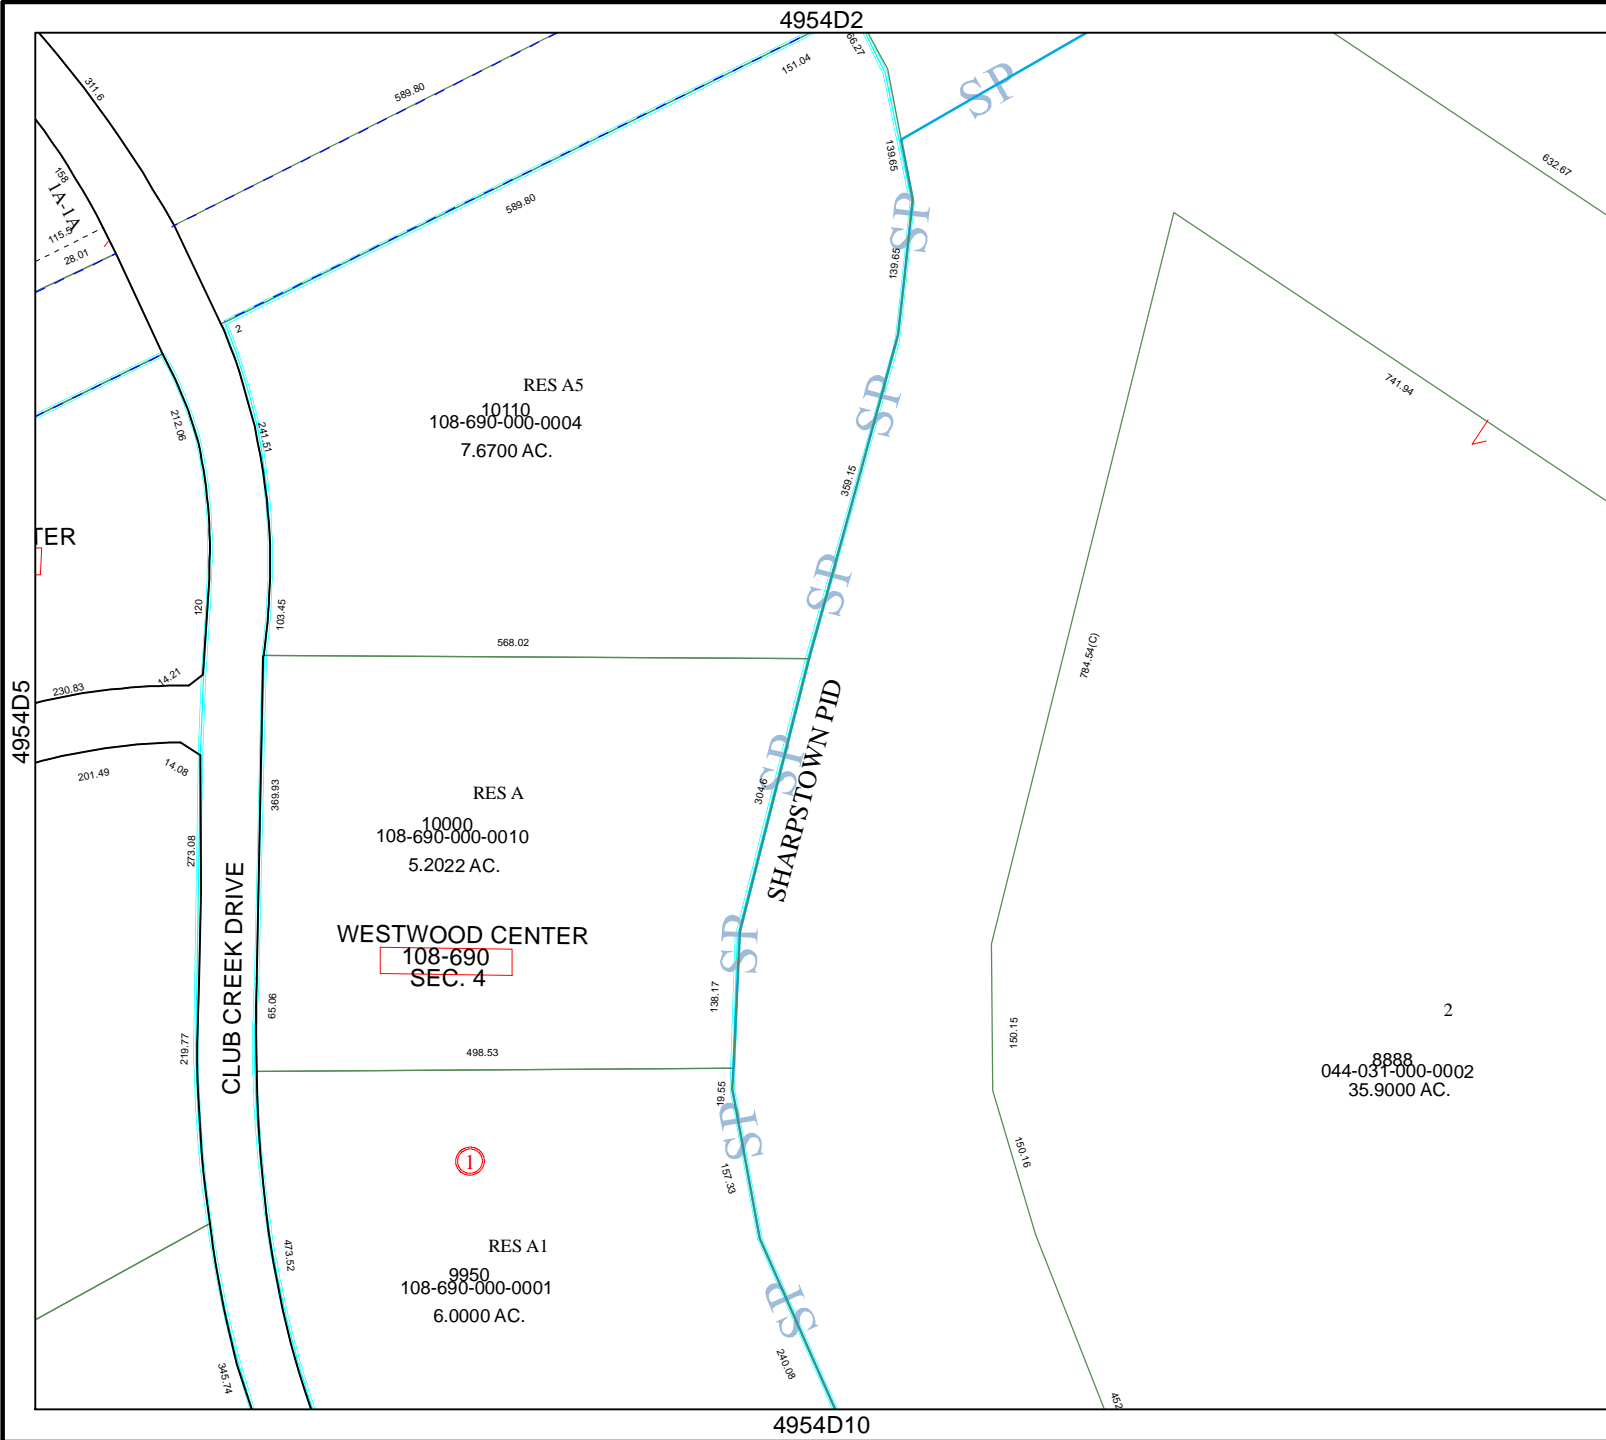 4954D2
66.27
151.04
SP
311.6
589.80
139.65
632.67
158
1A-1A
589.80
SP
115.5
28.01
139.65
2
RES A5
10110
108-690-000-0004
7.6700 AC.
SP
741.94
212.06
241.51
359.15
TER
SP
120
103.45
568.02
784.54(C)
230.83
14.21
4954D5
SHARPSTOWN PID
SP
201.49
14.08
369.93
304.6
RES A
10000
108-690-000-0010
5.2022 AC.
273.08
CLUB CREEK DRIVE
WESTWOOD CENTER
108-690
SEC. 4
SP
65.06
138.17
2
150.15
219.77
498.53
8888
044-031-000-0002
35.9000 AC.
19.55
SP
1
157.33
150.16
RES A1
9950
108-690-000-0001
6.0000 AC.
473.52
SP
345.74
240.08
452
4954D10